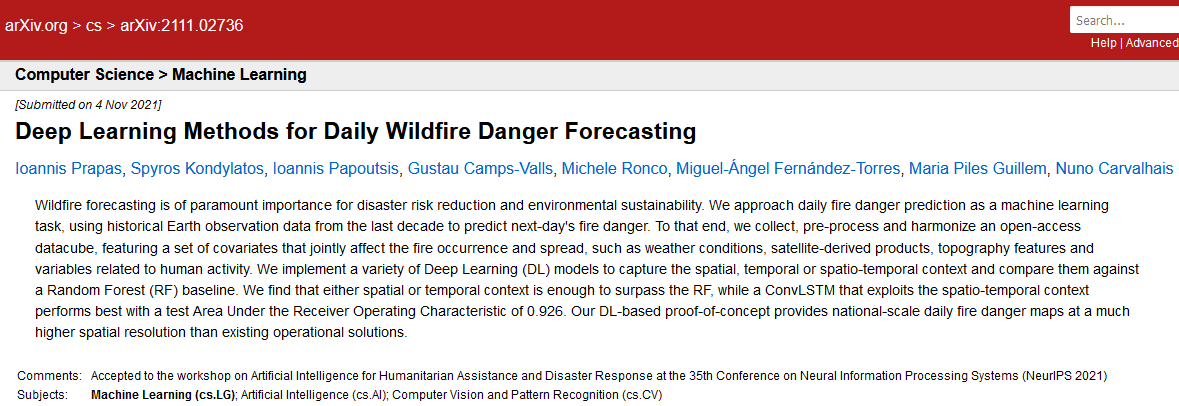 arXiv.org > cs > arXiv:2111.02736
Search...
Help | Advanced
Computer Science > Machine Learning
[Submitted on 4 Nov 2021]
Deep Learning Methods for Daily Wildfire Danger Forecasting
Ioannis Prapas, Spyros Kondylatos, Ioannis Papoutsis, Gustau Camps-Valls, Michele Ronco, Miguel-Ángel Fernández-Torres, Maria Piles Guillem, Nuno Carvalhais
Wildfire forecasting is of paramount importance for disaster risk reduction and environmental sustainability. We approach daily fire danger prediction as a machine learning
task, using historical Earth observation data from the last decade to predict next-day's fire danger. To that end, we collect, pre-process and harmonize an open-access
datacube, featuring a set of covariates that jointly affect the fire occurrence and spread, such as weather conditions, satellite-derived products, topography features and
variables related to human activity. We implement a variety of Deep Learning (DL) models to capture the spatial, temporal or spatio-temporal context and compare them against
a Random Forest (RF) baseline. We find that either spatial or temporal context is enough to surpass the RF, while a ConvLSTM that exploits the spatio-temporal context
performs best with a test Area Under the Receiver Operating Characteristic of 0.926. Our DL-based proof-of-concept provides national-scale daily fire danger maps at a much
higher spatial resolution than existing operational solutions.
Comments: Accepted to the workshop on Artificial Intelligence for Humanitarian Assistance and Disaster Response at the 35th Conference on Neural Information Processing Systems (NeurIPS 2021)
Subjects: Machine Learning (cs.LG); Artificial Intelligence (cs.AI); Computer Vision and Pattern Recognition (cs.CV)